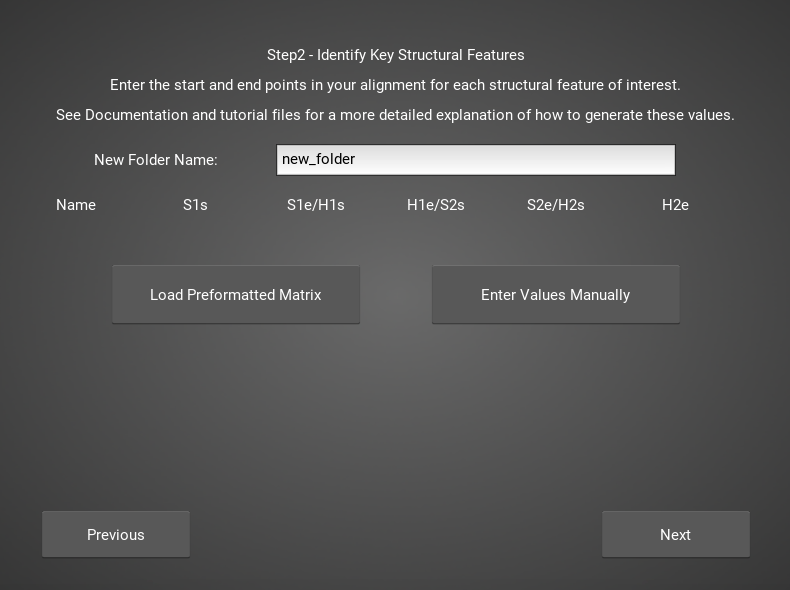 Step2 - Identify Key Structural Features
Enter the start and end points in your alignment for each structural feature of interest.
See Documentation and tutorial files for a more detailed explanation of how to generate these values.
New Folder Name: new_folder
Name S1s S1e/H1s H1e/S2s S2e/H2s H2e
Load Preformatted Matrix Enter Values Manually
Previous Next